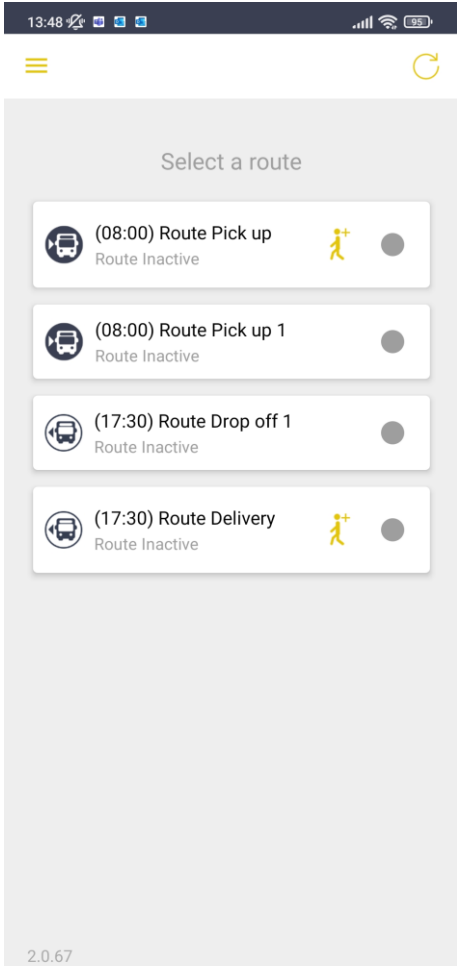 13:48
95
Select a route
(08:00) Route Pick up
Route Inactive
(08:00) Route Pick up 1
Route Inactive
(17:30) Route Drop off 1
Route Inactive
(17:30) Route Delivery
Route Inactive
2.0.67